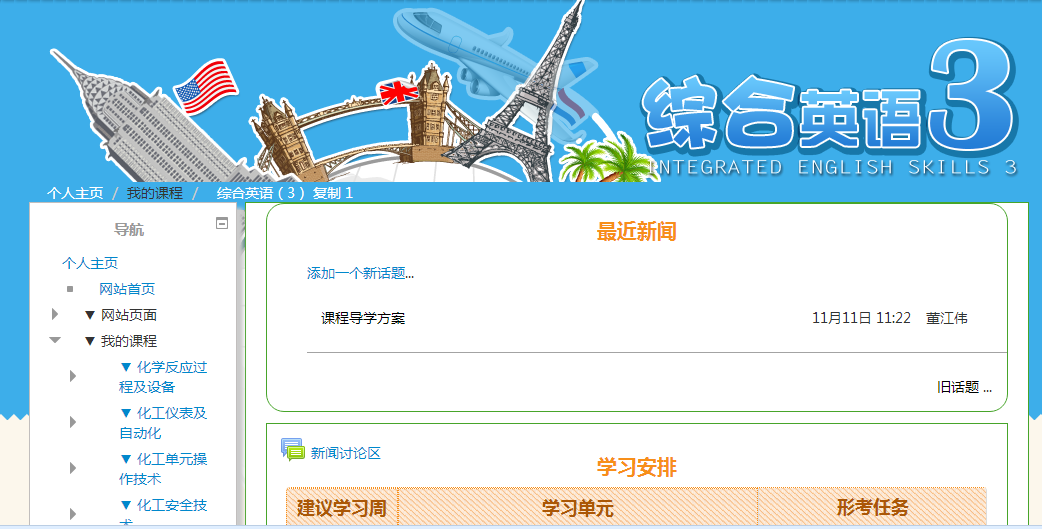 综合英语3
INTEGRATED ENGLISH SKILLS 3
个人主页 / 我的课程 / 综合英语(3) 复制 1
导航
个人主页
网站首页
▼ 网站页面
▼ 我的课程
▼ 化学反应过
程及设备
▼ 化工仪表及
自动化
▼ 化工单元操
作技术
▼ 化工安全技
术
最近新闻
添加一个新话题...
课程导学方案 11月11日 11:22 董江伟
旧话题 ...
新闻讨论区
学习安排
建议学习周 学习单元 形考任务